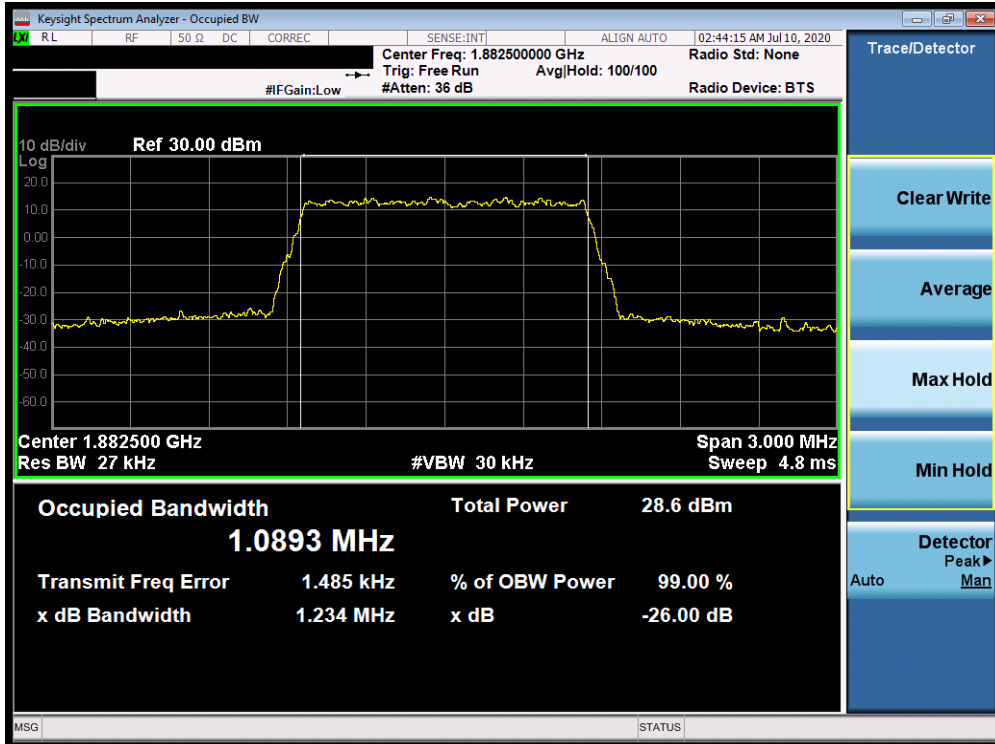 Keysight Spectrum Analyzer - Occupied BW
LXI RL RF 50 Ω DC CORREC SENSE:INT ALIGN AUTO 02:44:15 AM Jul 10, 2020
Center Freq: 1.882500000 GHz Radio Std: None
Trig: Free Run Avg|Hold: 100/100
#IFGain:Low #Atten: 36 dB Radio Device: BTS
10 dB/div Ref 30.00 dBm
Log
20.0
10.0
0.00
-10.0
-20.0
-30.0
-40.0
-50.0
-60.0
Center 1.882500 GHz Span 3.000 MHz
Res BW 27 kHz #VBW 30 kHz Sweep 4.8 ms
Occupied Bandwidth Total Power 28.6 dBm
1.0893 MHz
Transmit Freq Error 1.485 kHz % of OBW Power 99.00 %
x dB Bandwidth 1.234 MHz x dB -26.00 dB
MSG STATUS
Trace/Detector
Clear Write
Average
Max Hold
Min Hold
Detector
Peak▶
Auto Man